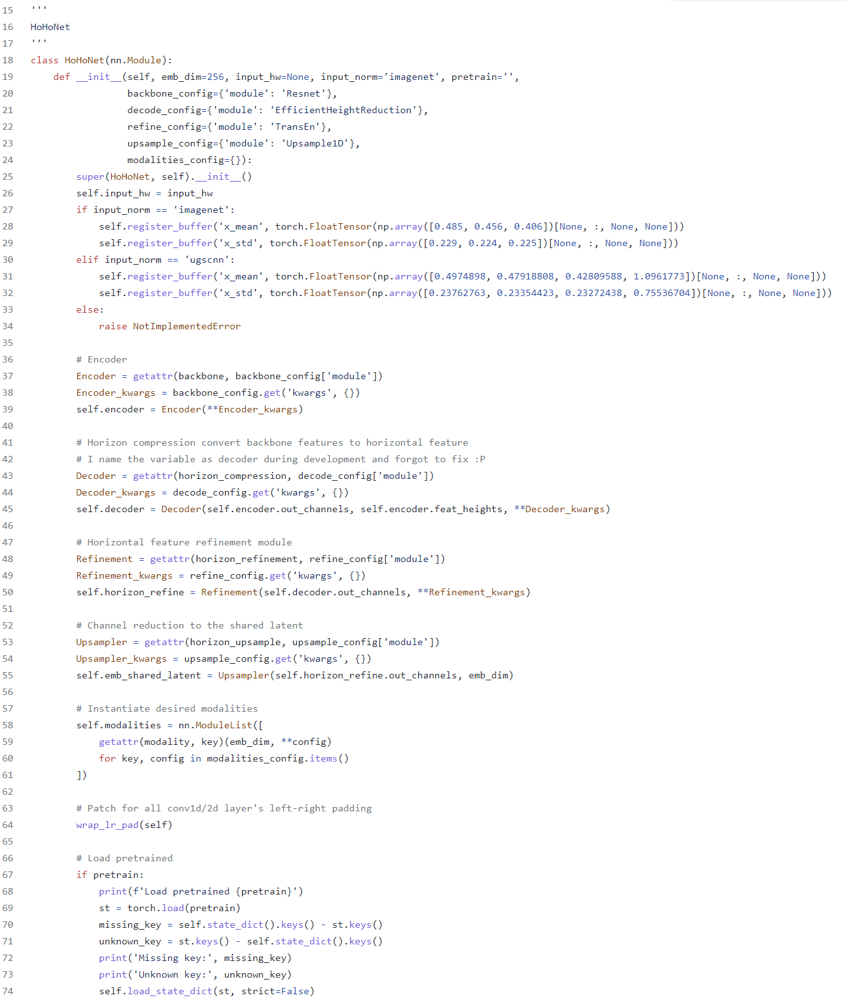 15 '''
16 HoHoNet
17 '''
18 class HoHoNet(nn.Module):
19     def __init__(self, emb_dim=256, input_hw=None, input_norm='imagenet', pretrain='',
20                  backbone_config={'module': 'Resnet'},
21                  decode_config={'module': 'EfficientHeightReduction'},
22                  refine_config={'module': 'TransEn'},
23                  upsample_config={'module': 'Upsample1D'},
24                  modalities_config={}):
25         super(HoHoNet, self).__init__()
26         self.input_hw = input_hw
27         if input_norm == 'imagenet':
28             self.register_buffer('x_mean', torch.FloatTensor(np.array([0.485, 0.456, 0.406])[None, :, None, None]))
29             self.register_buffer('x_std', torch.FloatTensor(np.array([0.229, 0.224, 0.225])[None, :, None, None]))
30         elif input_norm == 'ugscnn':
31             self.register_buffer('x_mean', torch.FloatTensor(np.array([0.4974898, 0.47918808, 0.42809588, 1.0961773])[None, :, None, None]))
32             self.register_buffer('x_std', torch.FloatTensor(np.array([0.23762763, 0.23354423, 0.23272438, 0.75536704])[None, :, None, None]))
33         else:
34             raise NotImplementedError
35
36         # Encoder
37         Encoder = getattr(backbone, backbone_config['module'])
38         Encoder_kwargs = backbone_config.get('kwargs', {})
39         self.encoder = Encoder(**Encoder_kwargs)
40
41         # Horizon compression convert backbone features to horizontal feature
42         # I name the variable as decoder during development and forgot to fix :P
43         Decoder = getattr(horizon_compression, decode_config['module'])
44         Decoder_kwargs = decode_config.get('kwargs', {})
45         self.decoder = Decoder(self.encoder.out_channels, self.encoder.feat_heights, **Decoder_kwargs)
46
47         # Horizontal feature refinement module
48         Refinement = getattr(horizon_refinement, refine_config['module'])
49         Refinement_kwargs = refine_config.get('kwargs', {})
50         self.horizon_refine = Refinement(self.decoder.out_channels, **Refinement_kwargs)
51
52         # Channel reduction to the shared latent
53         Upsampler = getattr(horizon_upsample, upsample_config['module'])
54         Upsampler_kwargs = upsample_config.get('kwargs', {})
55         self.emb_shared_latent = Upsampler(self.horizon_refine.out_channels, emb_dim)
56
57         # Instantiate desired modalities
58         self.modalities = nn.ModuleList([
59             getattr(modality, key)(emb_dim, **config)
60             for key, config in modalities_config.items()
61         ])
62
63         # Patch for all conv1d/2d layer's left-right padding
64         wrap_lr_pad(self)
65
66         # Load pretrained
67         if pretrain:
68             print(f'Load pretrained {pretrain}')
69             st = torch.load(pretrain)
70             missing_key = self.state_dict().keys() - st.keys()
71             unknown_key = st.keys() - self.state_dict().keys()
72             print('Missing key:', missing_key)
73             print('Unknown key:', unknown_key)
74             self.load_state_dict(st, strict=False)